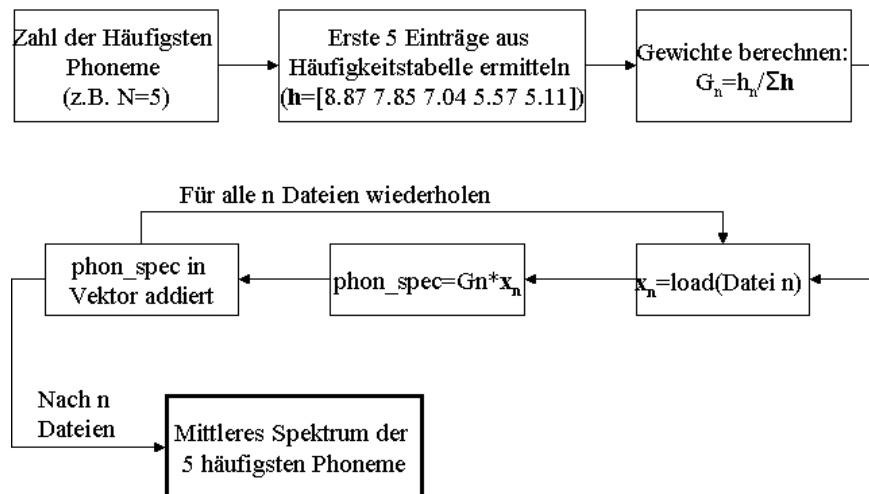 Zahl der Häufigsten
Phoneme
(z.B. N=5)
Erste 5 Einträge aus
Häufigkeitstabelle ermitteln
(h=[8.87 7.85 7.04 5.57 5.11])
Gewichte berechnen:
Gn=hn/Σh
Für alle n Dateien wiederholen
phon_spec in
Vektor addiert
phon_spec=Gn*xn
xn=load(Datei n)
Nach n
Dateien
Mittleres Spektrum der
5 häufigsten Phoneme